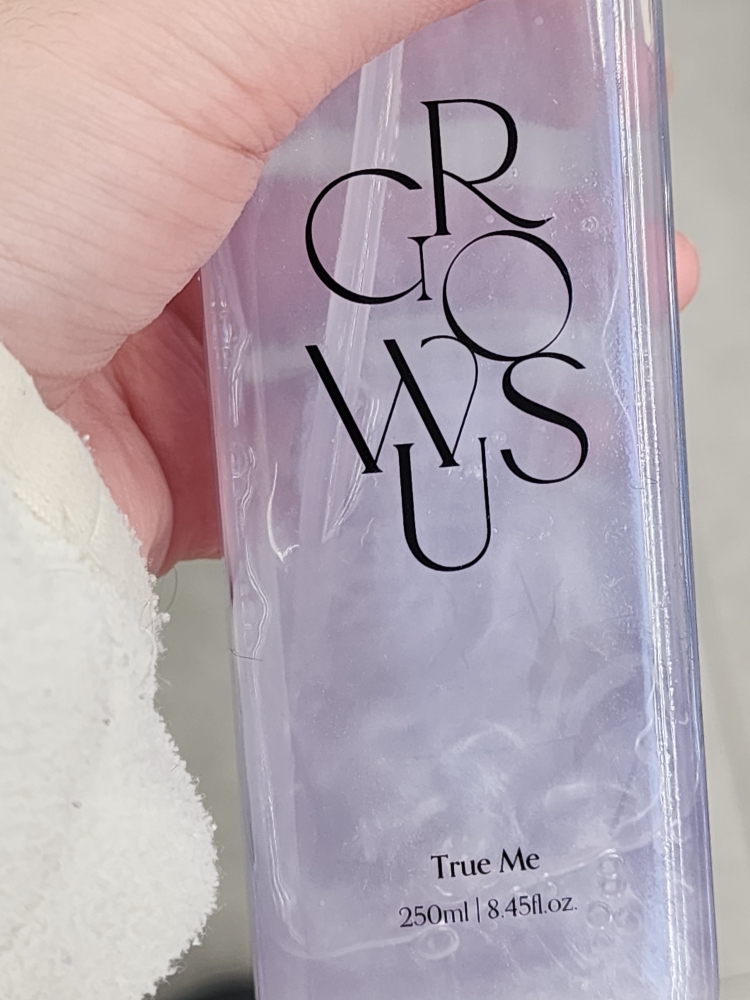 GROWUS
True Me
250ml | 8.45fl.oz.